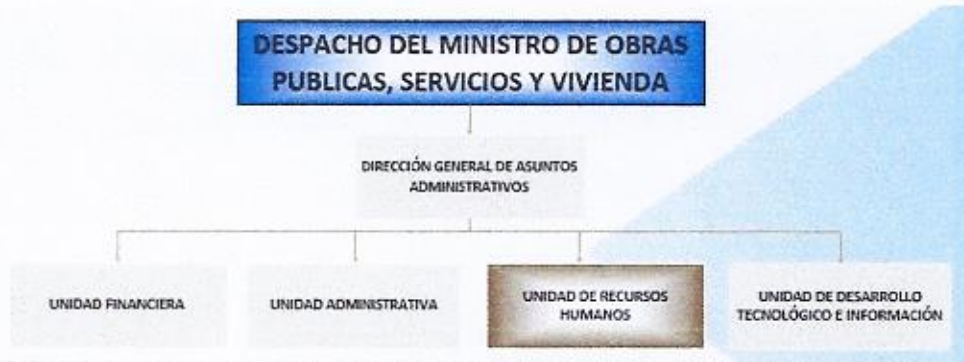 DESPACHO DEL MINISTRO DE OBRAS
PUBLICAS, SERVICIOS Y VIVIENDA
DIRECCIÓN GENERAL DE ASUNTOS
ADMINISTRATIVOS
UNIDAD FINANCIERA
UNIDAD ADMINISTRATIVA
UNIDAD DE RECURSOS
HUMANOS
UNIDAD DE DESARROLLO
TECNOLÓGICO E INFORMACIÓN